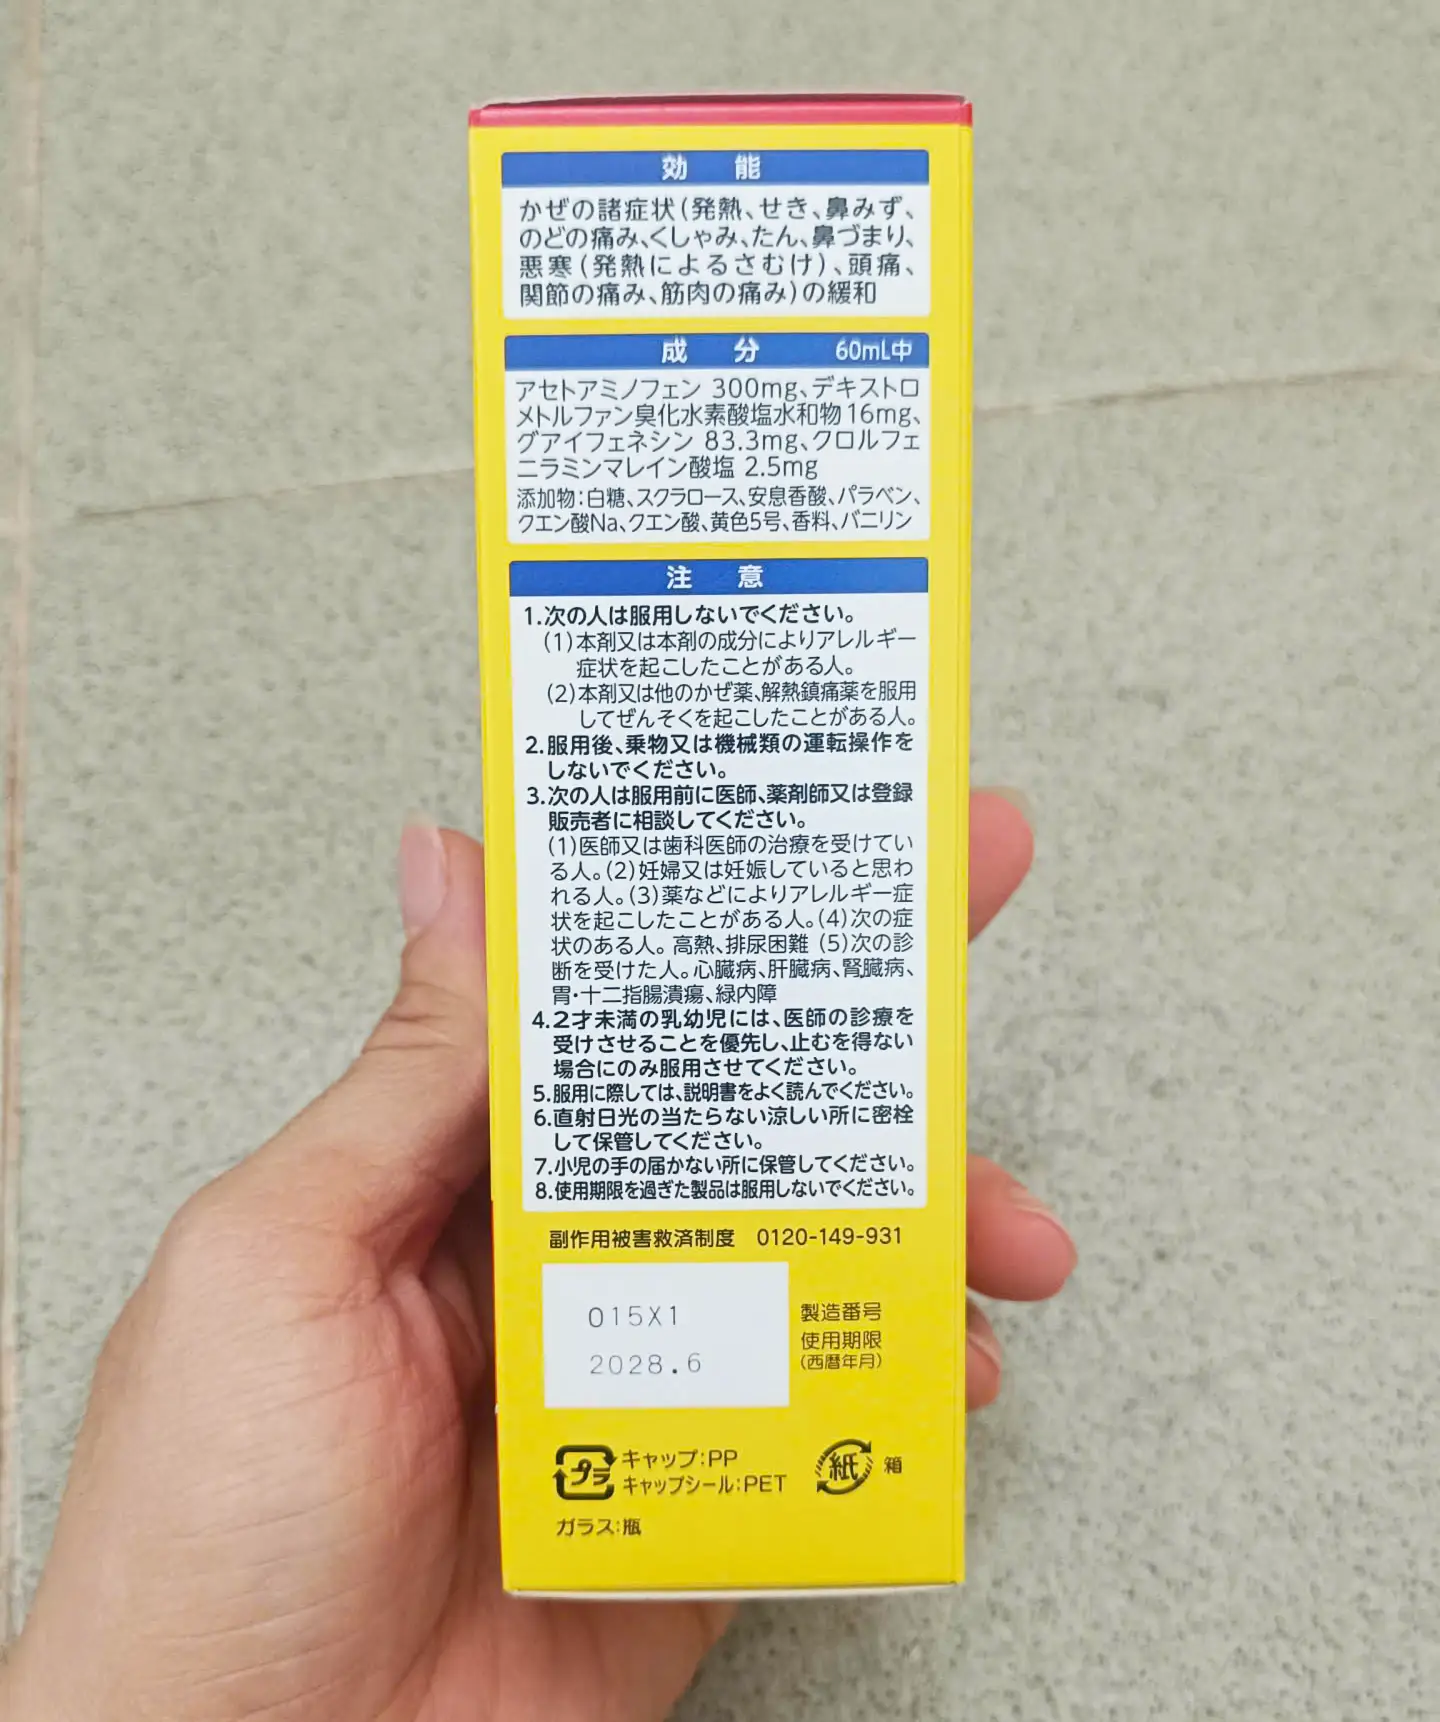 効能
かぜの諸症状(発熱、せき、鼻みず、
のどの痛み、くしゃみ、たん、鼻づまり、
悪寒(発熱によるさむけ)、頭痛、
関節の痛み、筋肉の痛み)の緩和
成分 60mL中
アセトアミノフェン 300mg、デキストロ
メトルファン臭化水素酸塩水和物16mg、
グアイフェネシン 83.3mg、クロルフェ
ニラミンマレイン酸塩 2.5mg
添加物:白糖、スクラロース、安息香酸、パラベン、
クエン酸Na、クエン酸、黄色5号、香料、バニリン
注意
1.次の人は服用しないでください。
(1)本剤又は本剤の成分によりアレルギー
症状を起こしたことがある人。
(2)本剤又は他のかぜ薬、解熱鎮痛薬を服用
してぜんそくを起こしたことがある人。
2.服用後、乗物又は機械類の運転操作を
しないでください。
3.次の人は服用前に医師、薬剤師又は登録
販売者に相談してください。
(1)医師又は歯科医師の治療を受けてい
る人。(2)妊婦又は妊娠していると思わ
れる人。(3)薬などによりアレルギー症
状を起こしたことがある人。(4)次の症
状のある人。高熱、排尿困難 (5)次の診
断を受けた人。心臓病、肝臓病、腎臓病、
胃・十二指腸潰瘍、緑内障
4.2才未満の乳幼児には、医師の診療を
受けさせることを優先し、止むを得ない
場合にのみ服用させてください。
5.服用に際しては、説明書をよく読んでください。
6.直射日光の当たらない涼しい所に密栓
して保管してください。
7.小児の手の届かない所に保管してください。
8.使用期限を過ぎた製品は服用しないでください。
副作用被害救済制度 0120-149-931
015X1 製造番号
2028.6 使用期限
(西暦年月)
プラ キャップ:PP
キャップシール:PET
紙 箱
ガラス:瓶